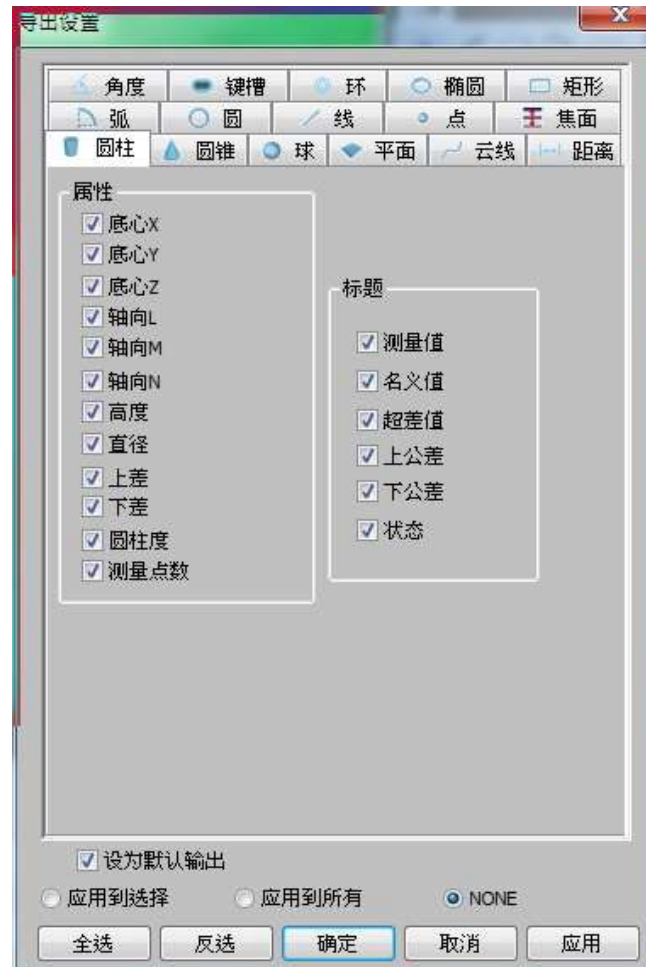 导出设置
角度 键槽 环 椭圆 矩形
弧 圆 线 点 焦面
圆柱 圆锥 球 平面 云线 距离
属性
底心X
底心Y
底心Z
轴向L
轴向M
轴向N
高度
直径
上差
下差
圆柱度
测量点数
标题
测量值
名义值
超差值
上公差
下公差
状态
设为默认输出
应用到选择 应用到所有 NONE
全选 反选 确定 取消 应用